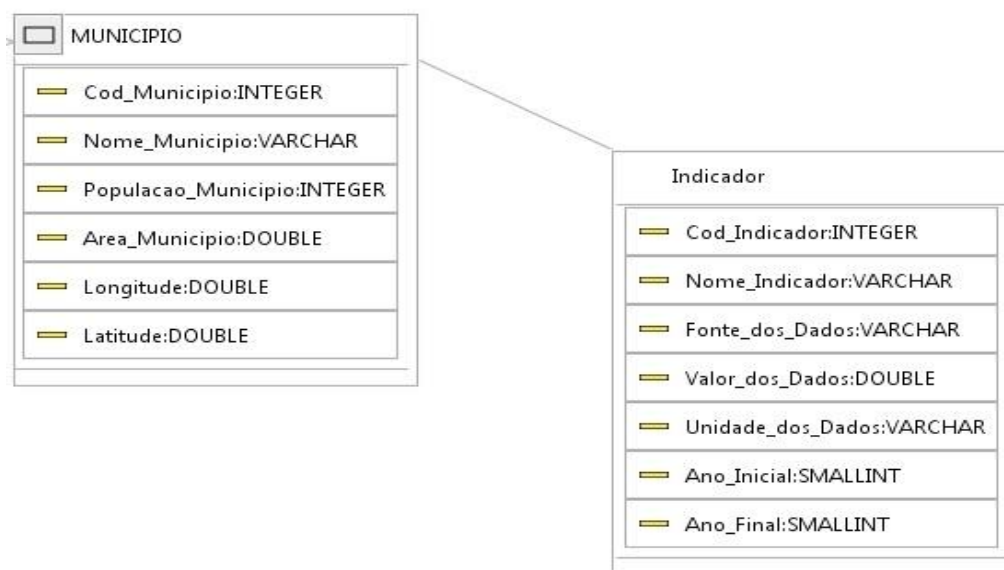 MUNICIPIO
Cod_Municipio:INTEGER
Nome_Municipio:VARCHAR
Populacao_Municipio:INTEGER
Area_Municipio:DOUBLE
Longitude:DOUBLE
Latitude:DOUBLE
Indicador
Cod_Indicador:INTEGER
Nome_Indicador:VARCHAR
Fonte_dos_Dados:VARCHAR
Valor_dos_Dados:DOUBLE
Unidade_dos_Dados:VARCHAR
Ano_Inicial:SMALLINT
Ano_Final:SMALLINT